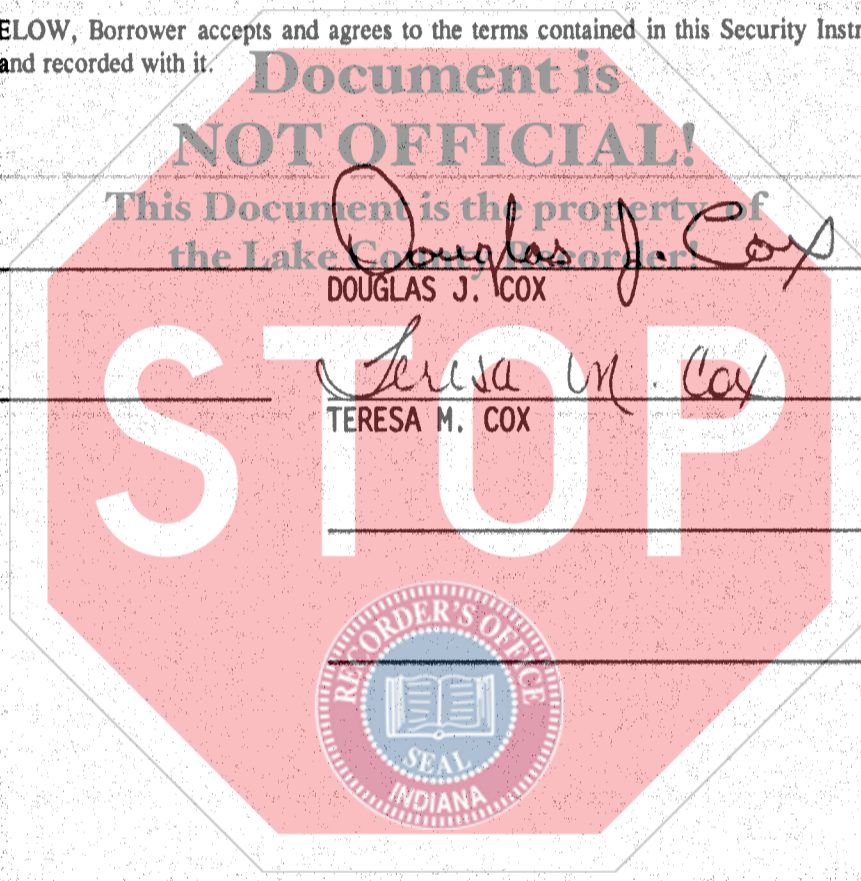 ELOW, Borrower accepts and agrees to the terms contained in this Security Instr
and recorded with it.
Document is
NOT OFFICIAL!
This Document is the property of
the Lake County Recorder!
Douglas J. Cox
DOUGLAS J. COX
Teresa M. Cox
TERESA M. COX
STOP
RECORDER'S OFFICE
SEAL
INDIANA